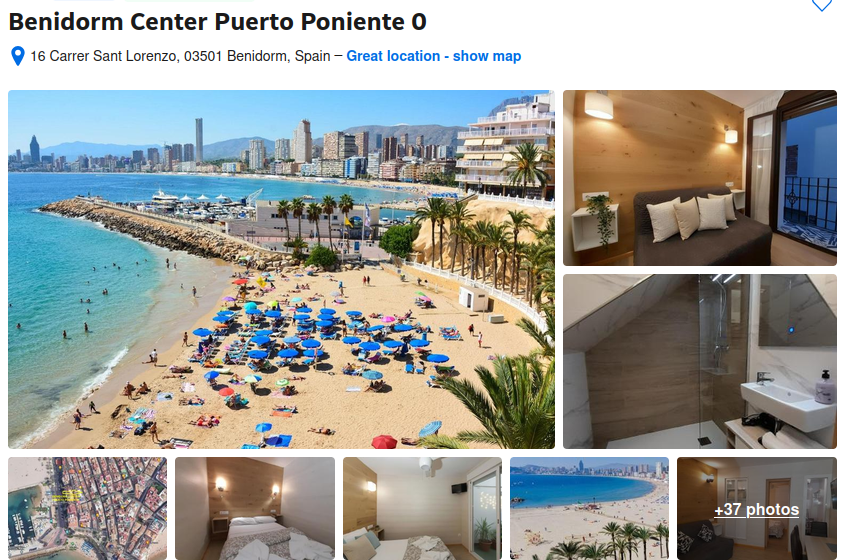 Benidorm Center Puerto Poniente 0
16 Carrer Sant Lorenzo, 03501 Benidorm, Spain – Great location - show map
+37 photos